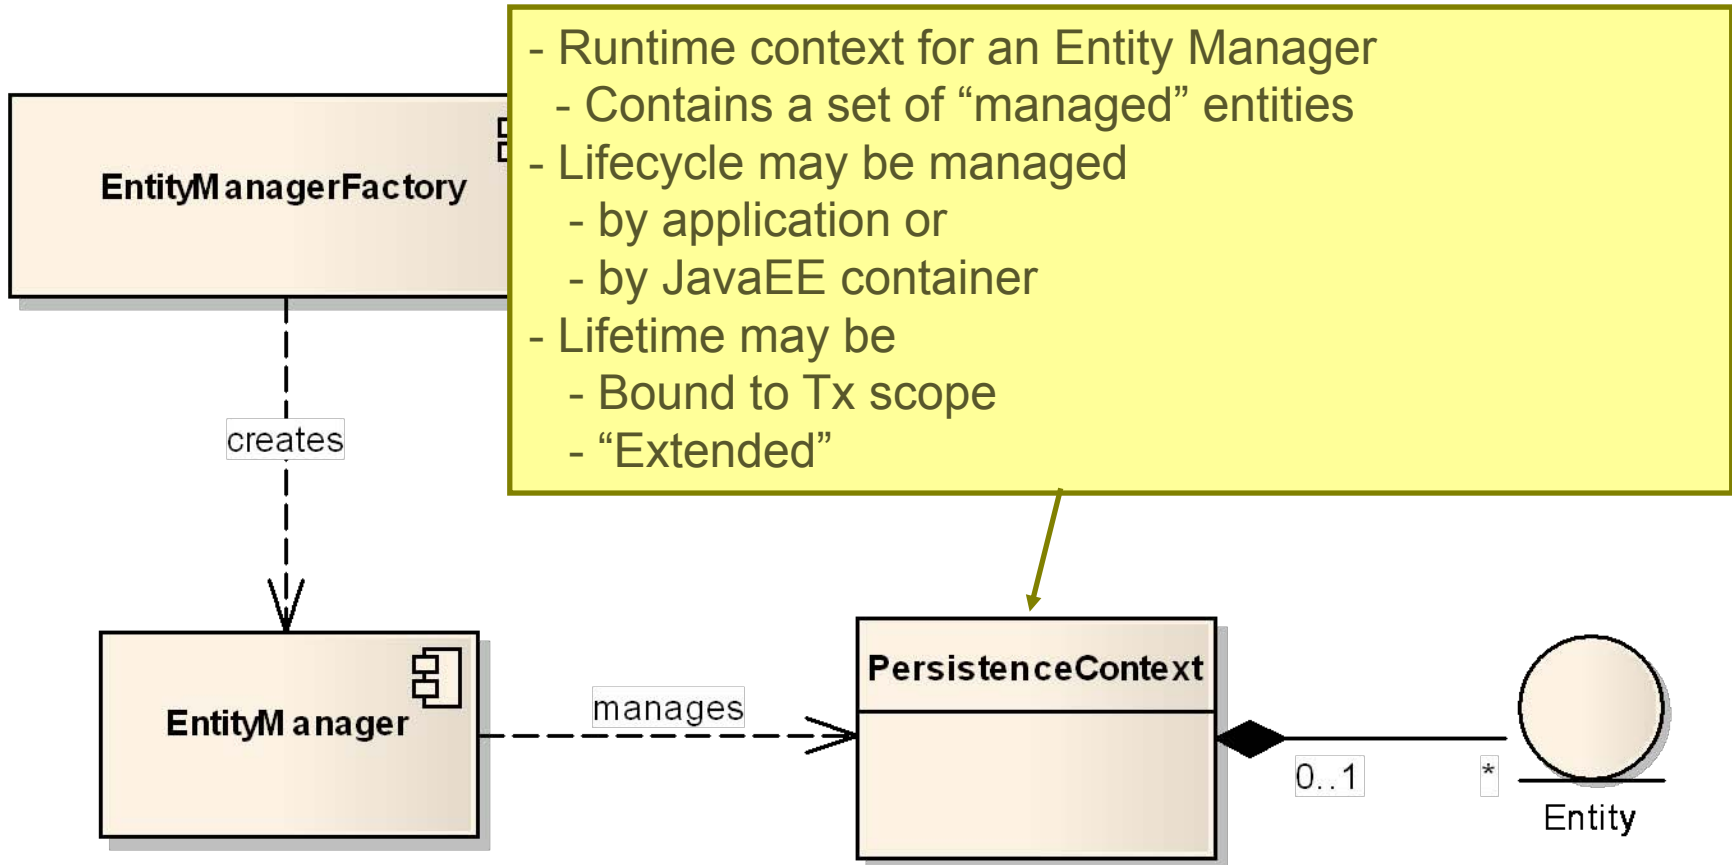 - Runtime context for an Entity Manager
- Contains a set of “managed” entities
- Lifecycle may be managed
- by application or
- by JavaEE container
- Lifetime may be
- Bound to Tx scope
- “Extended”
EntityManagerFactory
creates
EntityManager
manages
PersistenceContext
0..1
*
Entity